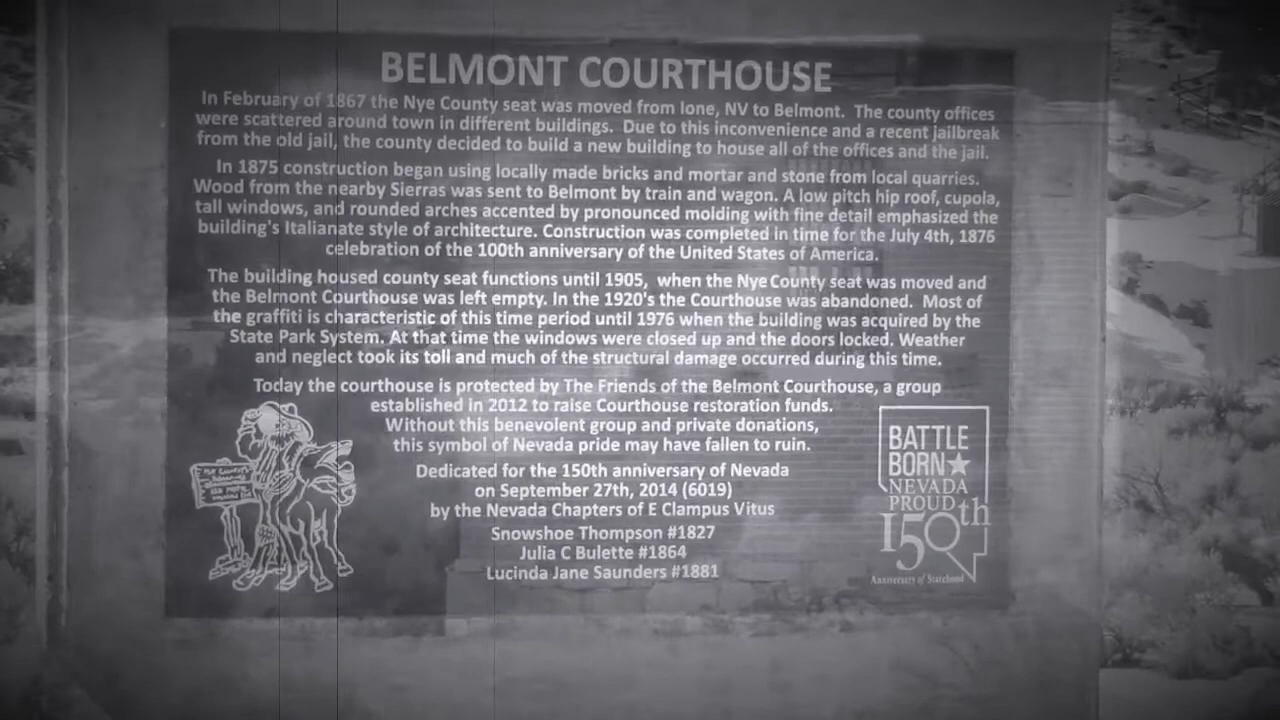 BELMONT COURTHOUSE
In February of 1867 the Nye County seat was moved from Ione, NV to Belmont. The county offices
were scattered around town in different buildings. Due to this inconvenience and a recent jailbreak
from the old jail, the county decided to build a new building to house all of the offices and the jail.
In 1875 construction began using locally made bricks and mortar and stone from local quarries.
Wood from the nearby Sierras was sent to Belmont by train and wagon. A low pitch hip roof, cupola,
tall windows, and rounded arches accented by pronounced molding with fine detail emphasized the
building's Italianate style of architecture. Construction was completed in time for the July 4th, 1876
celebration of the 100th anniversary of the United States of America.
The building housed county seat functions until 1905, when the Nye County seat was moved and
the Belmont Courthouse was left empty. In the 1920's the Courthouse was abandoned. Most of
the graffiti is characteristic of this time period until 1976 when the building was acquired by the
State Park System. At that time the windows were closed up and the doors locked. Weather
and neglect took its toll and much of the structural damage occurred during this time.
Today the courthouse is protected by The Friends of the Belmont Courthouse, a group
established in 2012 to raise Courthouse restoration funds.
Without this benevolent group and private donations,
this symbol of Nevada pride may have fallen to ruin.
Dedicated for the 150th anniversary of Nevada
on September 27th, 2014 (6019)
by the Nevada Chapters of E Clampus Vitus
Snowshoe Thompson #1827
Julia C Bulette #1864
Lucinda Jane Saunders #1881
BATTLE
BORN
NEVADA
PROUD
150th
Anniversary of Statehood